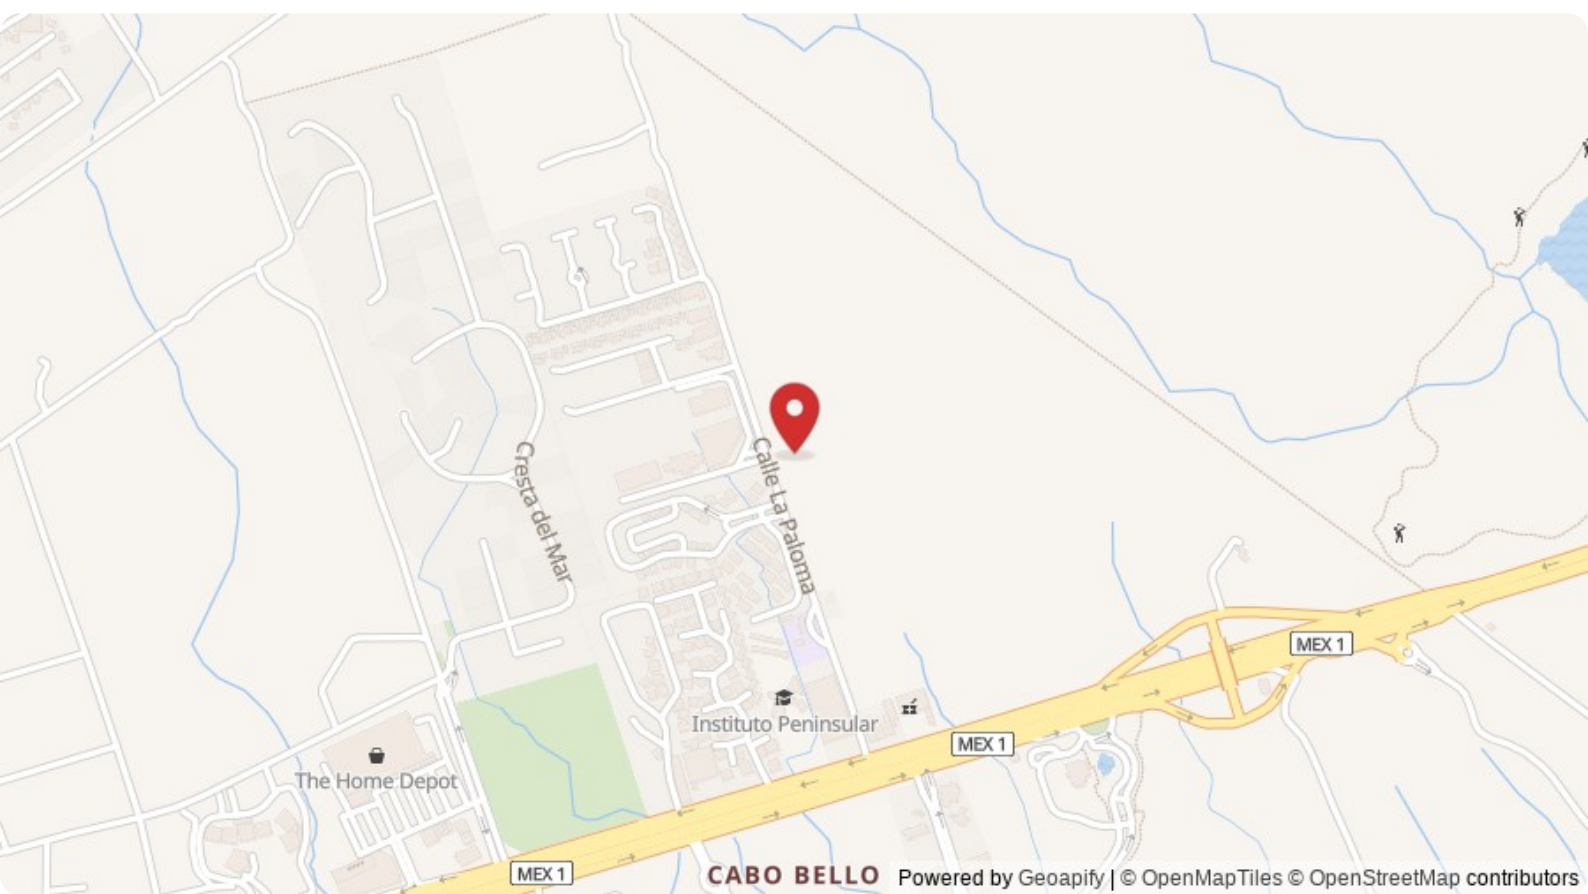 Cresta del Mar
Calle La Paloma
MEX 1
Instituto Peninsular
MEX 1
The Home Depot
MEX 1
CABO BELLO
Powered by Geoapify | © OpenMapTiles © OpenStreetMap contributors